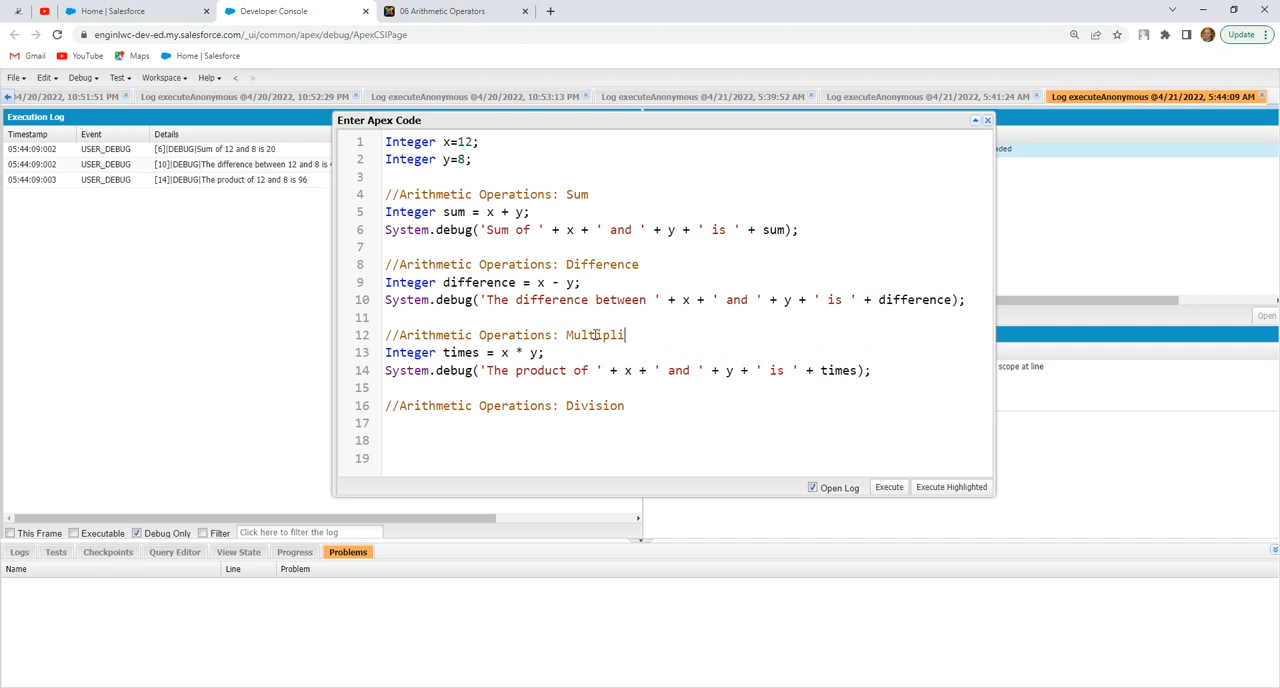 Home | Salesforce
Developer Console
06 Arithmetic Operators
enginlwc-dev-ed.my.salesforce.com/_ui/common/apex/debug/ApexCSIPage
Update
Gmail
YouTube
Maps
Home | Salesforce
File
Edit
Debug
Test
Workspace
Help
<
>
4/20/2022, 10:51:51 PM
Log executeAnonymous @4/20/2022, 10:52:29 PM
Log executeAnonymous @4/20/2022, 10:53:13 PM
Log executeAnonymous @4/21/2022, 5:39:52 AM
Log executeAnonymous @4/21/2022, 5:41:24 AM
Log executeAnonymous @4/21/2022, 5:44:09 AM
Execution Log
Timestamp Event Details
05:44:09:002 USER_DEBUG [6]|DEBUG|Sum of 12 and 8 is 20
05:44:09:002 USER_DEBUG [10]|DEBUG|The difference between 12 and 8 is
05:44:09:003 USER_DEBUG [14]|DEBUG|The product of 12 and 8 is 96
Enter Apex Code
1 Integer x=12;
2 Integer y=8;
3
4 //Arithmetic Operations: Sum
5 Integer sum = x + y;
6 System.debug('Sum of ' + x + ' and ' + y + ' is ' + sum);
7
8 //Arithmetic Operations: Difference
9 Integer difference = x - y;
10 System.debug('The difference between ' + x + ' and ' + y + ' is ' + difference);
11
12 //Arithmetic Operations: Multipli
13 Integer times = x * y;
14 System.debug('The product of ' + x + ' and ' + y + ' is ' + times);
15
16 //Arithmetic Operations: Division
17
18
19
Open Log
Execute
Execute Highlighted
Open
scope at line
This Frame
Executable
Debug Only
Filter
Click here to filter the log
Logs
Tests
Checkpoints
Query Editor
View State
Progress
Problems
Name Line Problem